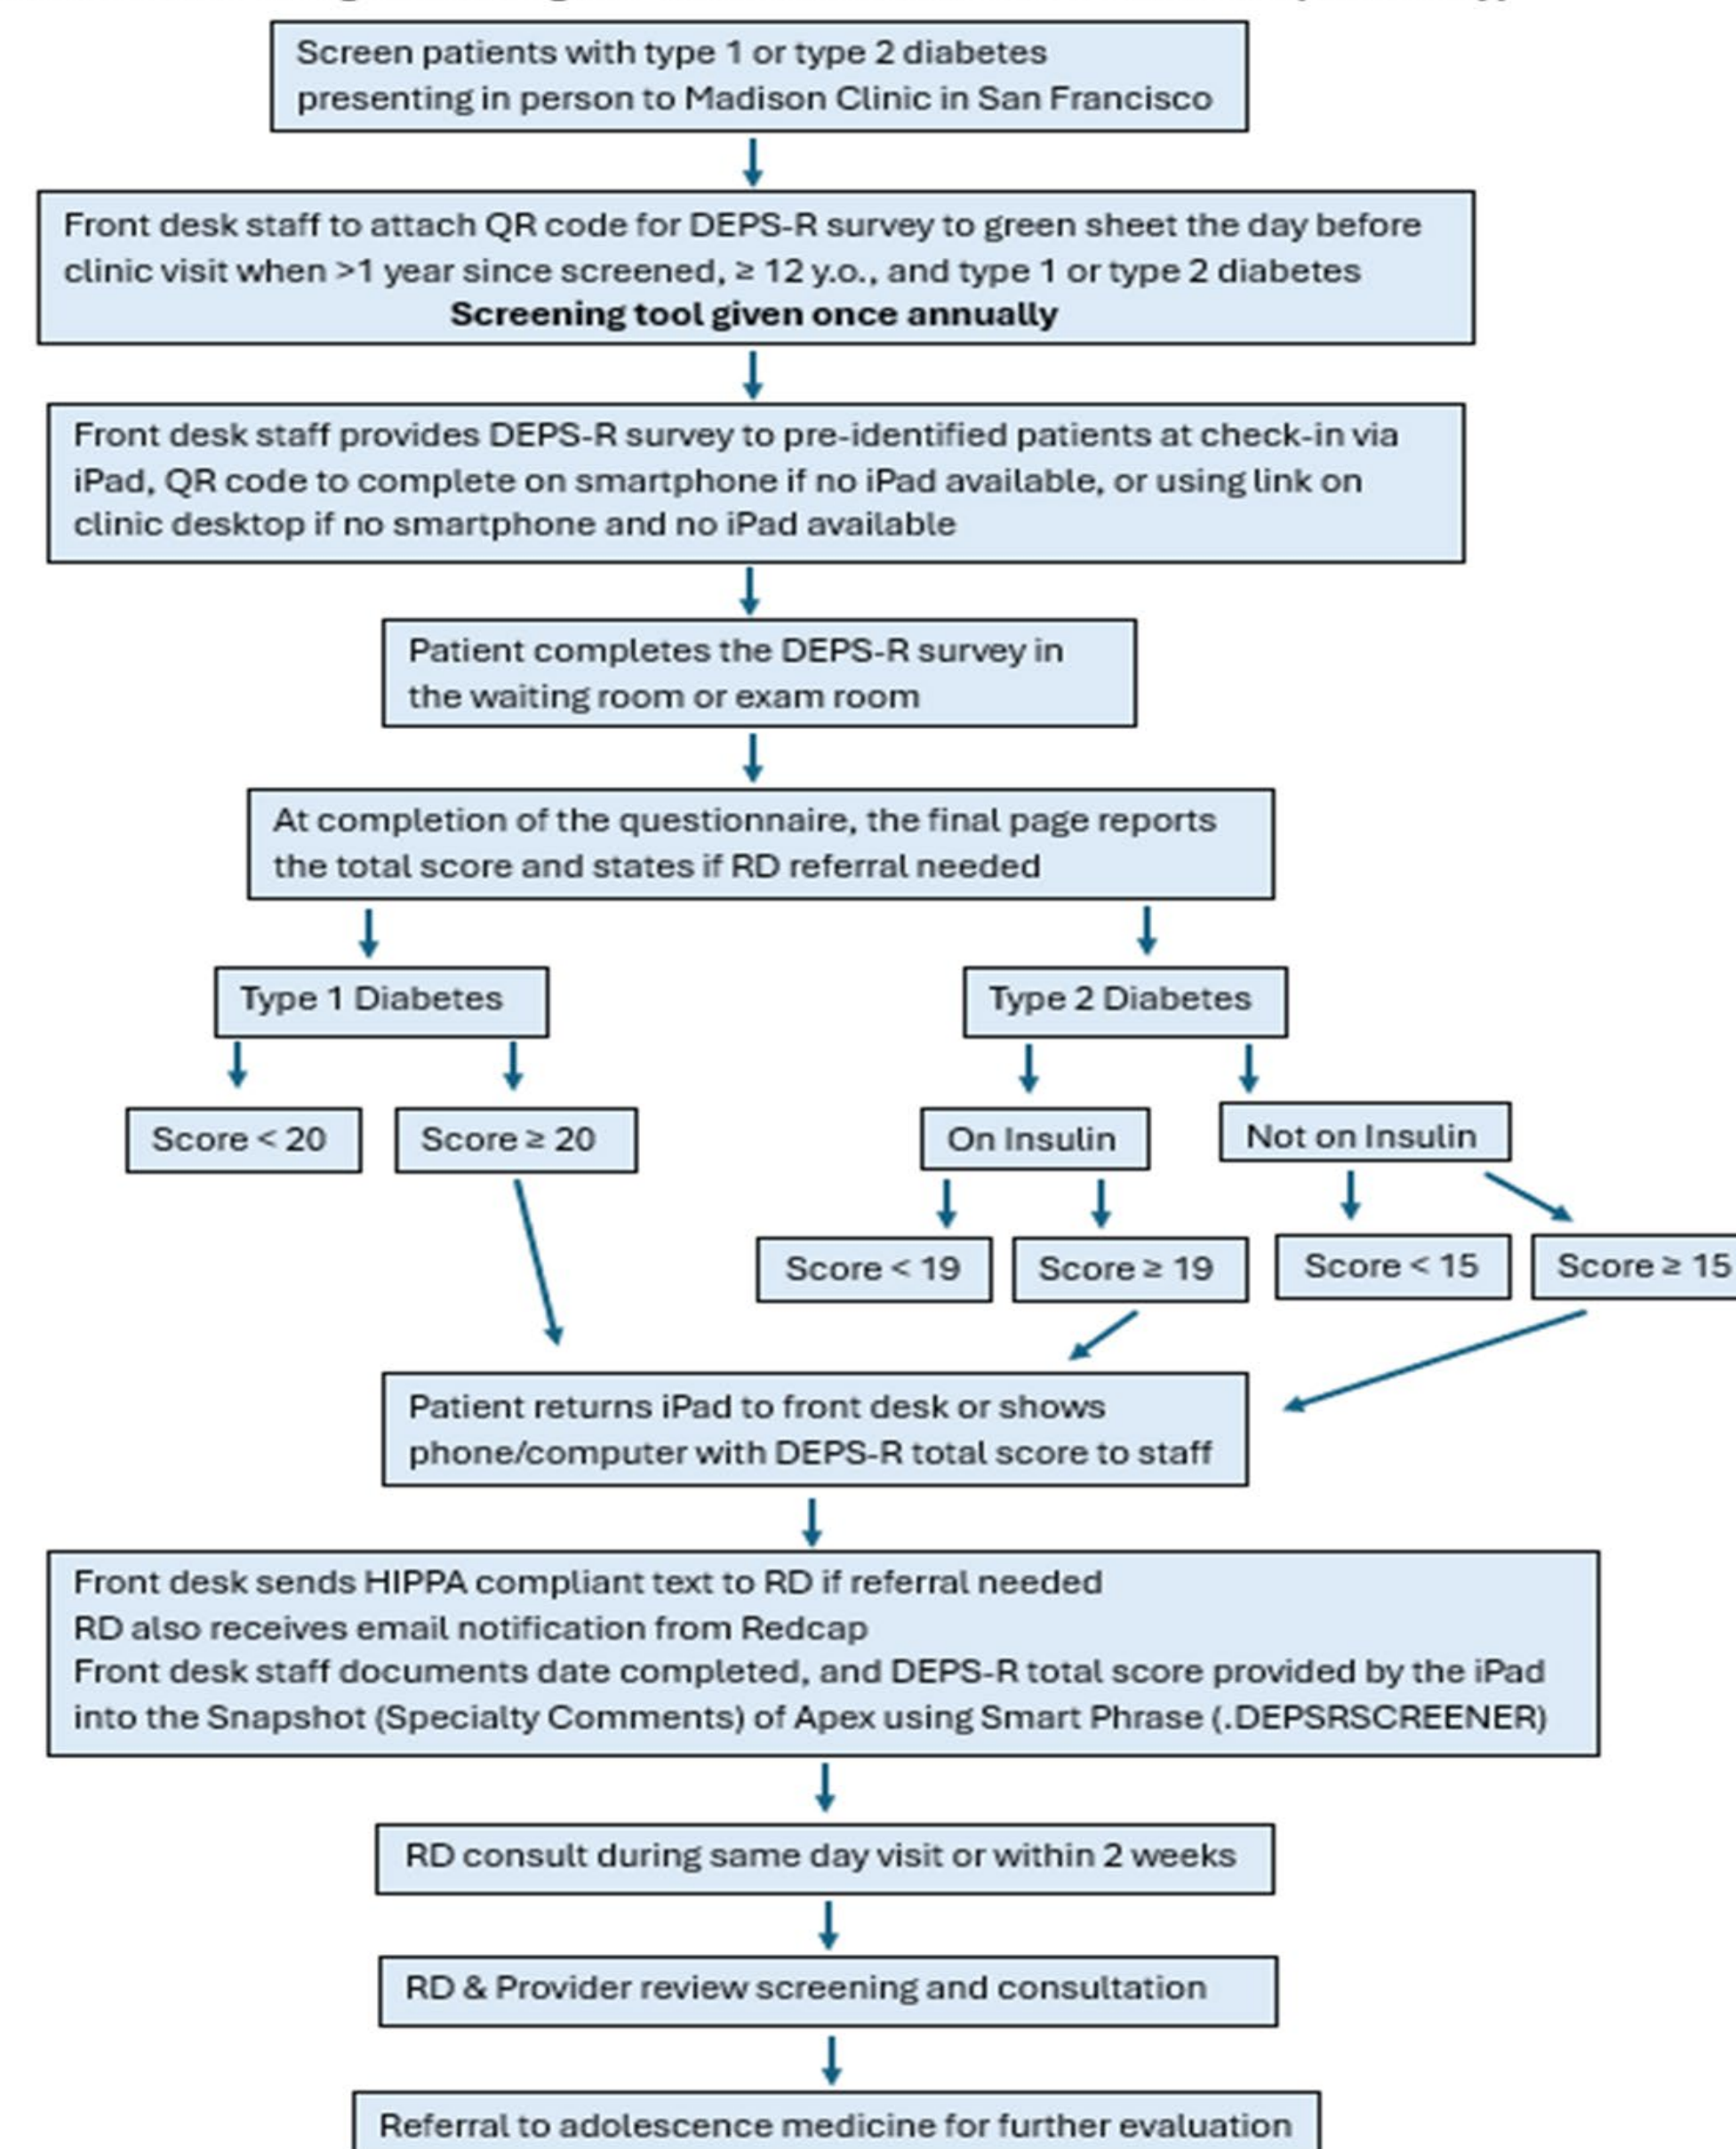 Screen patients with type 1 or type 2 diabetes
presenting in person to Madison Clinic in San Francisco
Front desk staff to attach QR code for DEPS-R survey to green sheet the day before
clinic visit when >1 year since screened, ≥ 12 y.o., and type 1 or type 2 diabetes
Screening tool given once annually
Front desk staff provides DEPS-R survey to pre-identified patients at check-in via
iPad, QR code to complete on smartphone if no iPad available, or using link on
clinic desktop if no smartphone and no iPad available
Patient completes the DEPS-R survey in
the waiting room or exam room
At completion of the questionnaire, the final page reports
the total score and states if RD referral needed
Type 1 Diabetes
Type 2 Diabetes
Score < 20
Score ≥ 20
On Insulin
Not on Insulin
Score < 19
Score ≥ 19
Score < 15
Score ≥ 15
Patient returns iPad to front desk or shows
phone/computer with DEPS-R total score to staff
Front desk sends HIPPA compliant text to RD if referral needed
RD also receives email notification from Redcap
Front desk staff documents date completed, and DEPS-R total score provided by the iPad
into the Snapshot (Specialty Comments) of Apex using Smart Phrase (.DEPSRSCREENER)
RD consult during same day visit or within 2 weeks
RD & Provider review screening and consultation
Referral to adolescence medicine for further evaluation